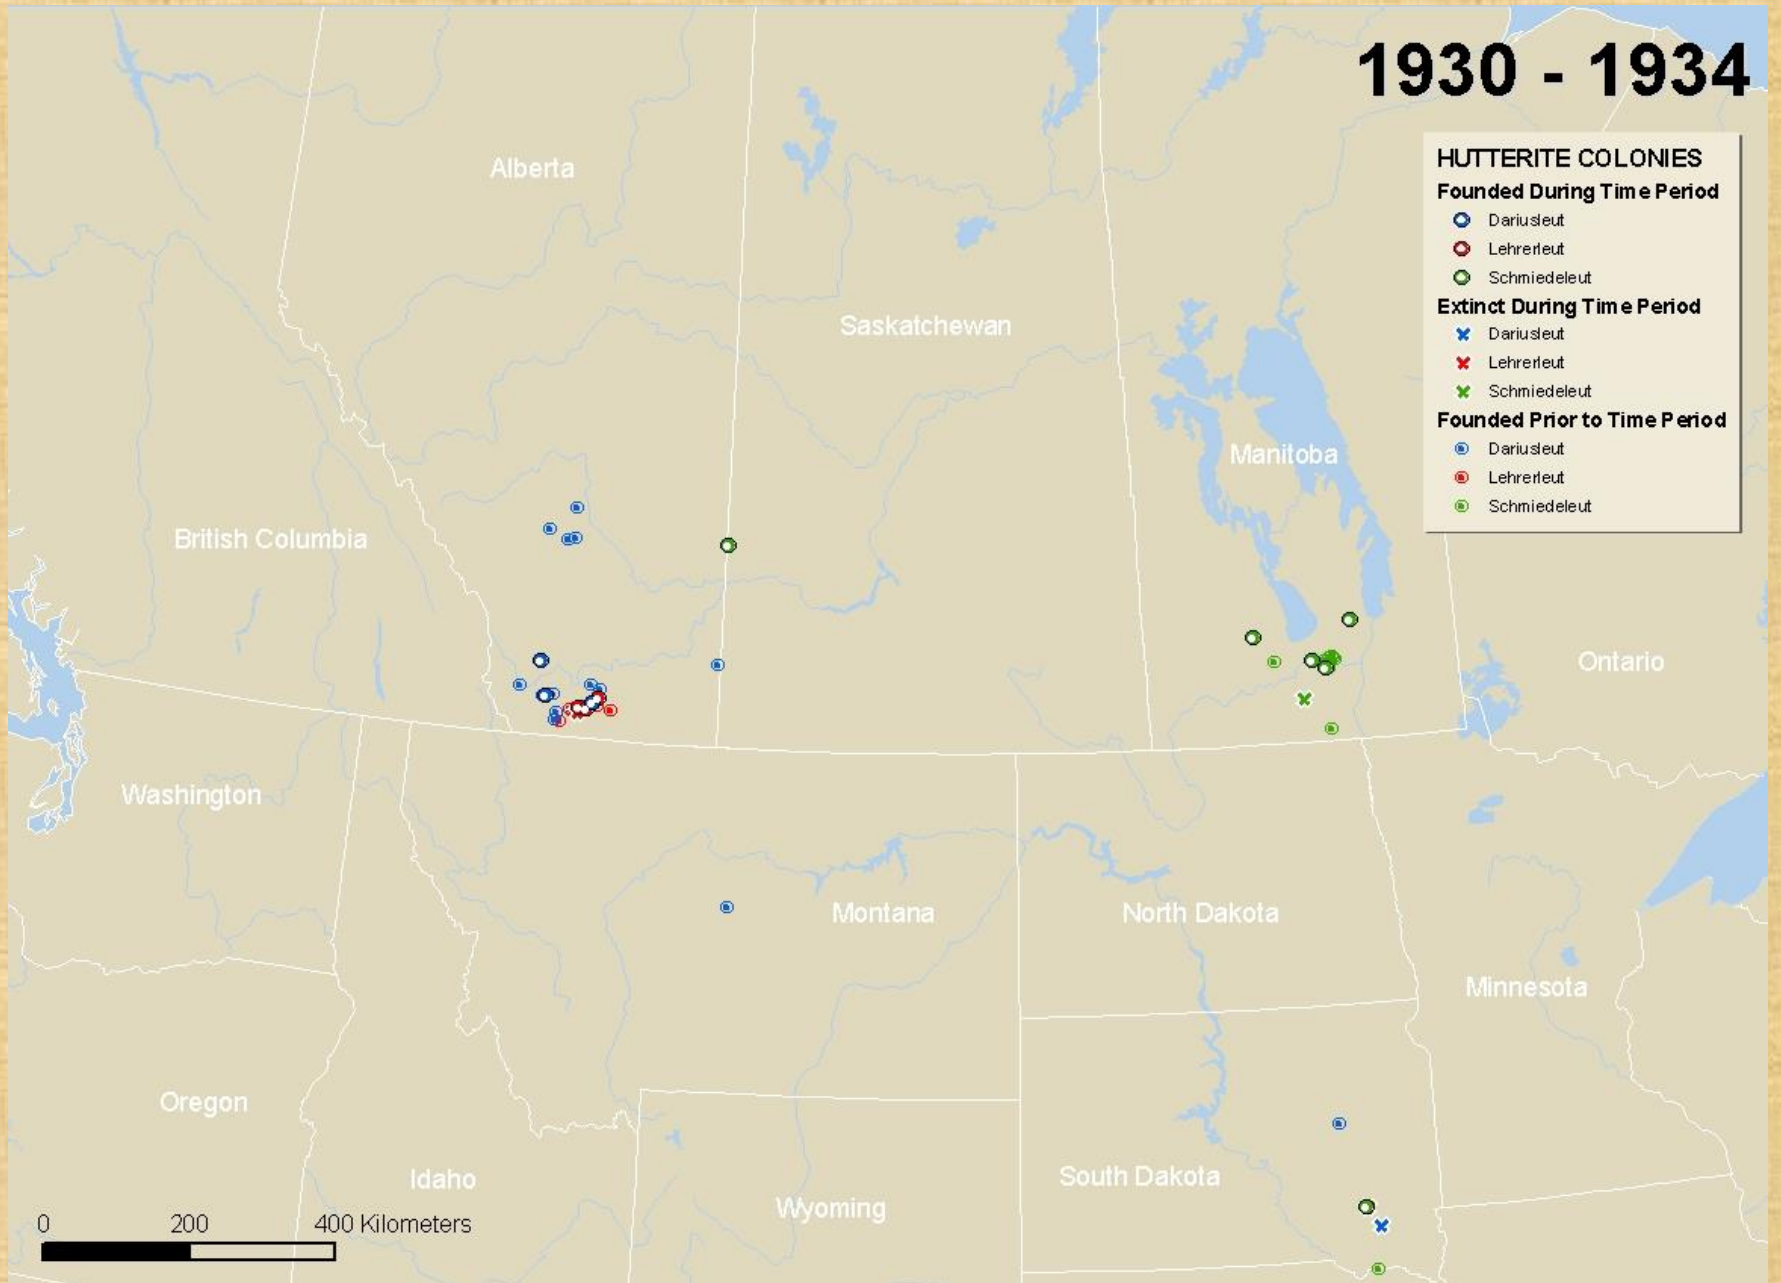 1930 - 1934
HUTTERITE COLONIES
Founded During Time Period
Dariusleut
Lehrerleut
Schmiedeleut
Extinct During Time Period
Dariusleut
Lehrerleut
Schmiedeleut
Founded Prior to Time Period
Dariusleut
Lehrerleut
Schmiedeleut
Alberta
Saskatchewan
Manitoba
British Columbia
Ontario
Washington
Montana
North Dakota
Minnesota
Oregon
Idaho
Wyoming
South Dakota
0 200 400 Kilometers